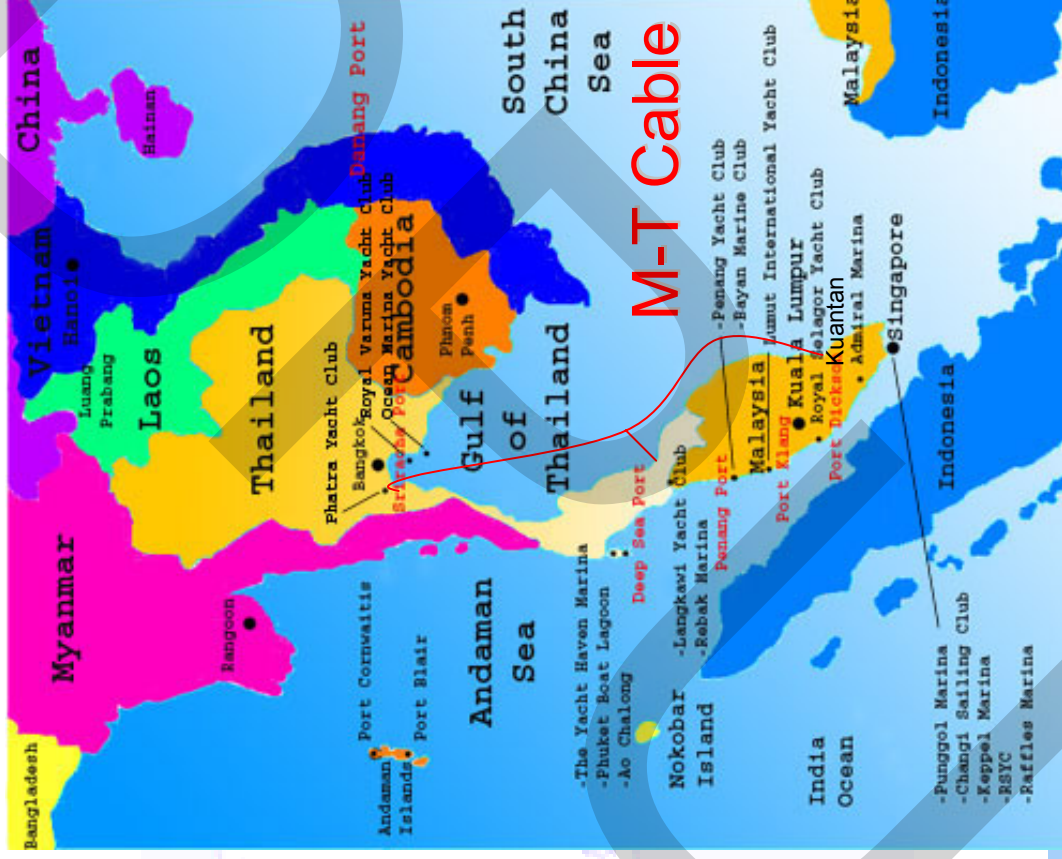 China
Bangladesh
Myanmar
Vietnam
Hanoi
Hainan
Luang
Prabang
Laos
Rangoon
Thailand
Phatra Yacht Club
Bangkok
Royal Varuna Yacht Club
Ocean Marina Yacht Club
Danang Port
Sriracha Port
Cambodia
Phnom
Penh
Port Cornwaitis
Andaman
Islands
Port Blair
Andaman
Sea
Gulf
of
Thailand
South
China
Sea
M-T Cable
-The Yacht Haven Marina
-Phuket Boat Lagoon
-Ao Chalong
Deep Sea Port
Nokobar
Island
-Langkawi Yacht Club
-Rebak Marina
Penang Port
-Penang Yacht Club
-Bayan Marine Club
Lumut International Yacht Club
Malaysia
Port Klang
Kuala Lumpur
Royal Selagor Yacht Club
Kuantan
Port Dickso
Admiral Marina
Singapore
Malaysia
Indonesia
Indonesia
India
Ocean
-Punggol Marina
-Changi Sailing Club
-Keppel Marina
-RSYC
-Raffles Marina